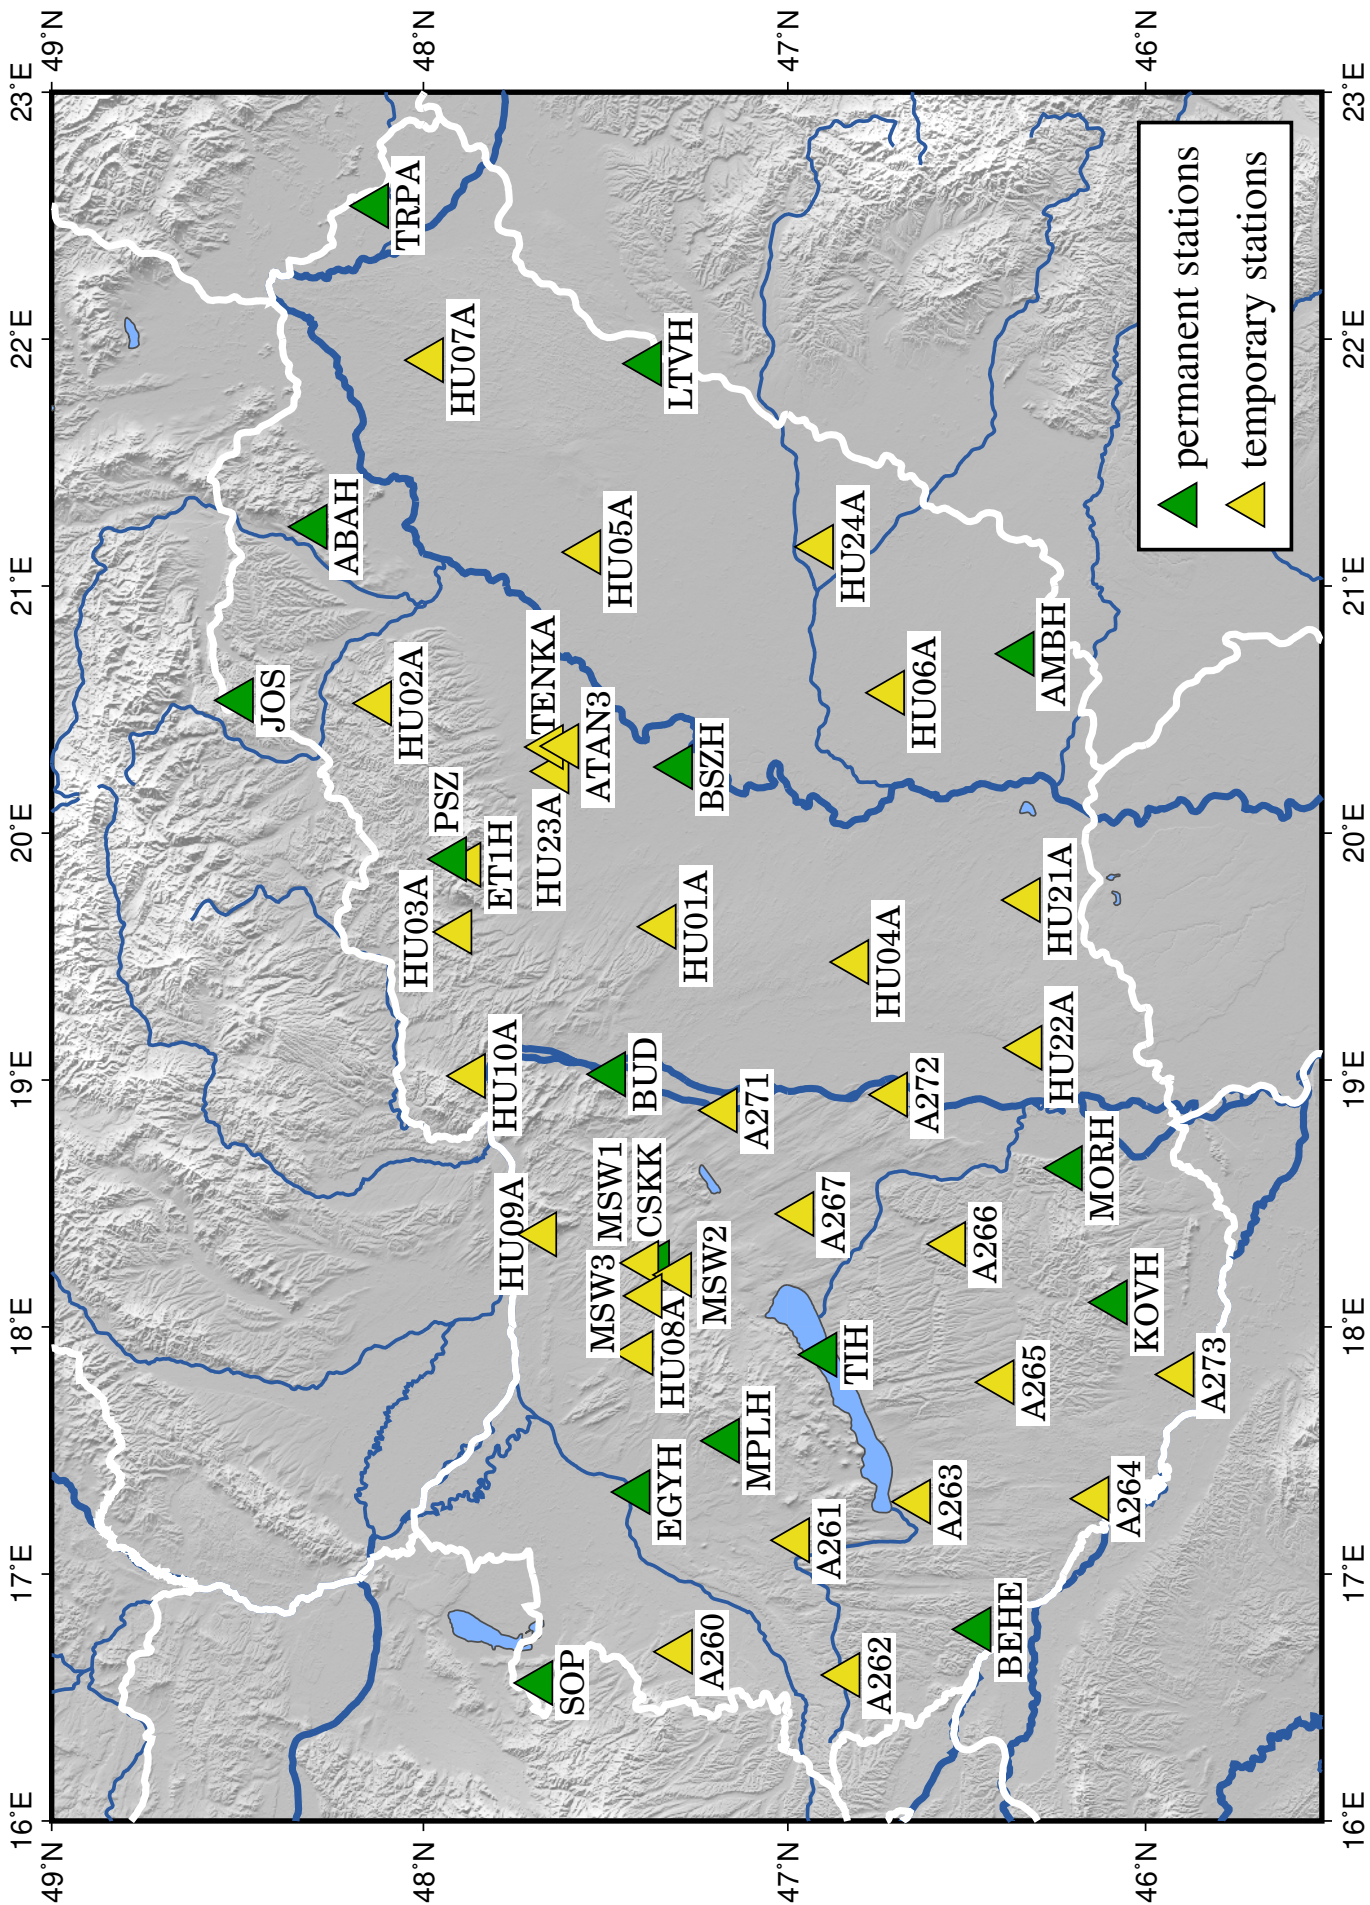 16˚E
17˚E
18˚E
19˚E
20˚E
21˚E
22˚E
23˚E
49˚N
49˚N
48˚N
48˚N
47˚N
47˚N
46˚N
46˚N
16˚E
17˚E
18˚E
19˚E
20˚E
21˚E
22˚E
23˚E
JOS
ABAH
TRPA
HU02A
HU03A
PSZ
ET1H
HU07A
HU10A
HU09A
TENKA
HU23A
ATAN3
HU05A
SOP
MSW3
MSW1
CSKK
BUD
EGYH
HU08A
MSW2
HU01A
BSZH
LTVH
A260
MPLH
A271
A261
TIH
A267
HU24A
A262
A263
A272
HU04A
HU06A
A266
BEHE
A265
HU22A
HU21A
AMBH
MORH
A264
KOVH
A273
permanent stations
temporary stations